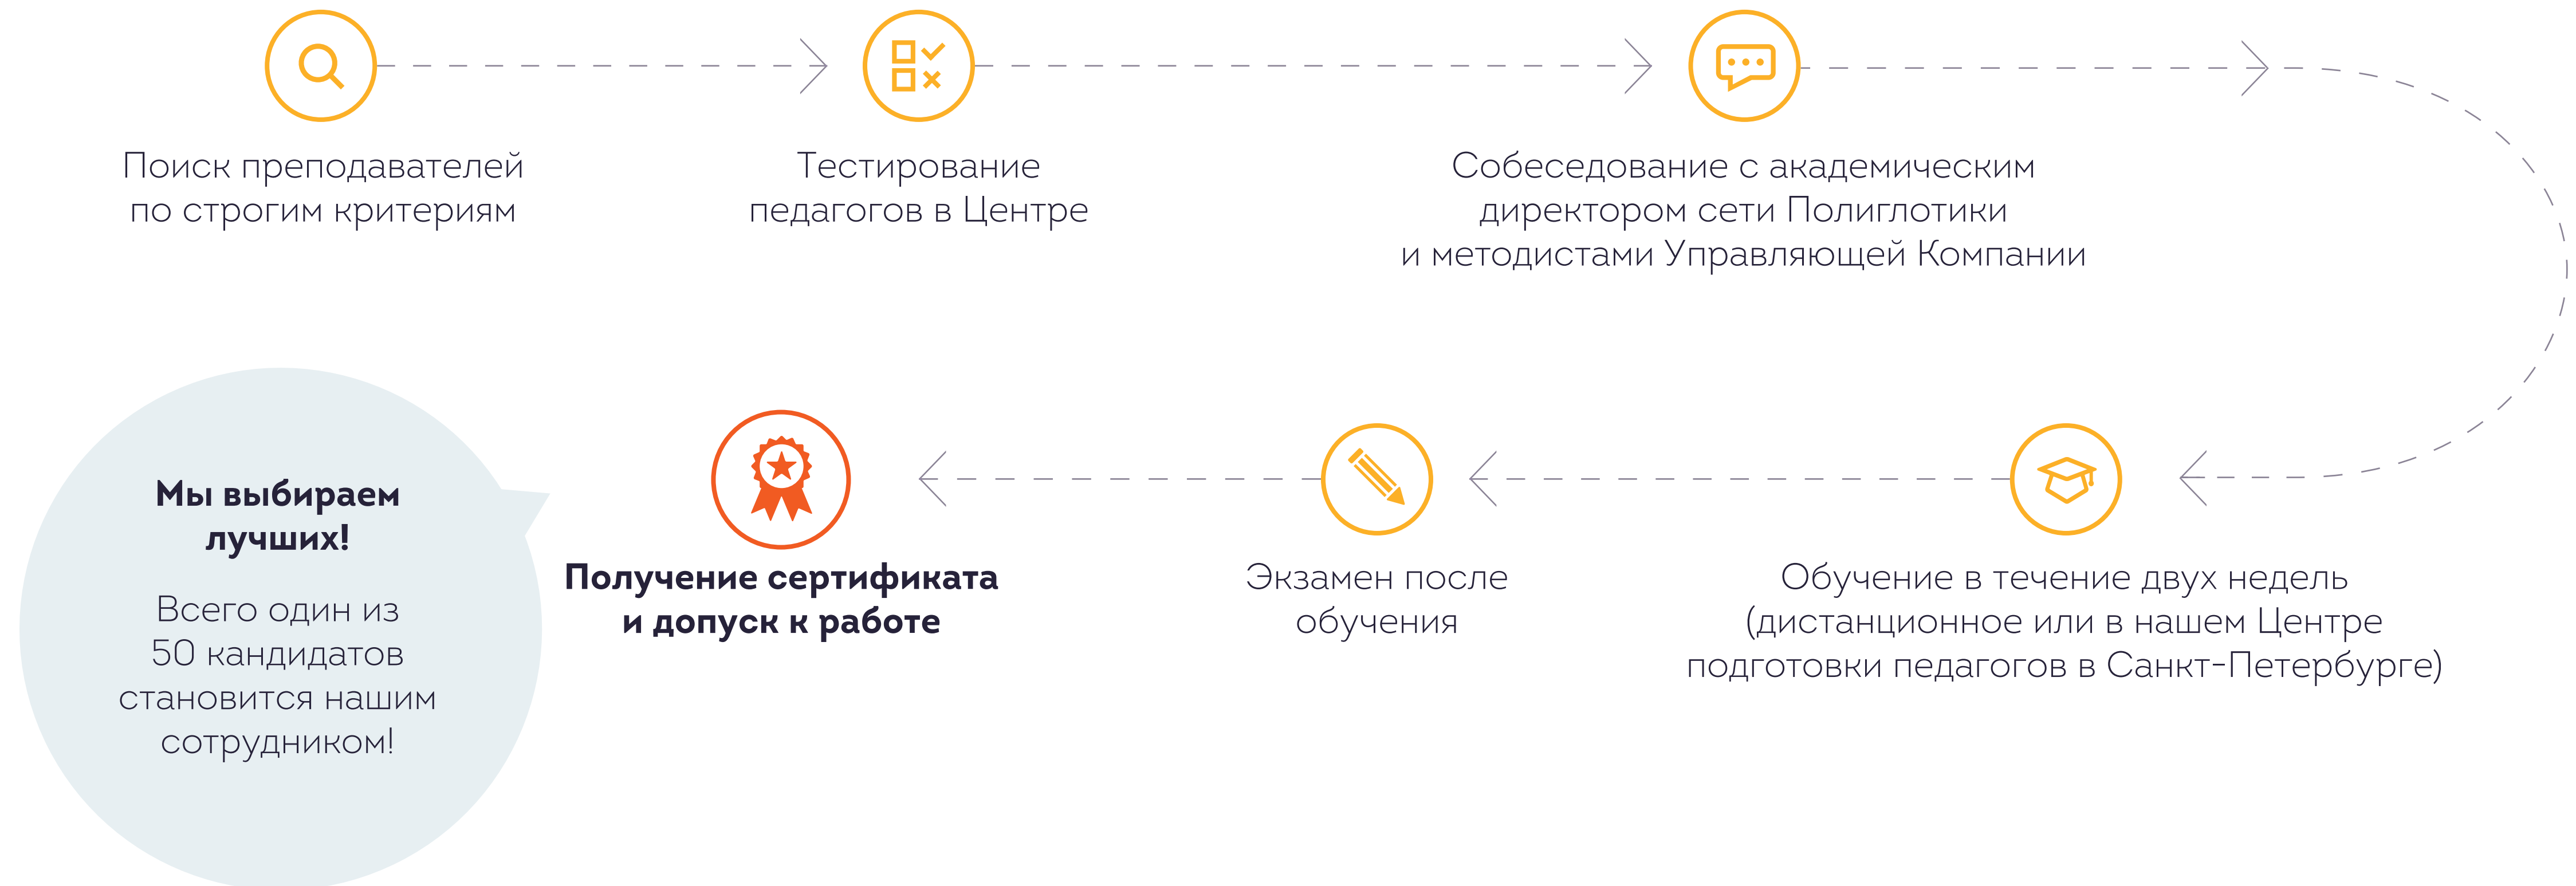 Поиск преподавателей
по строгим критериям
Тестирование
педагогов в Центре
Собеседование с академическим
директором сети Полиглотики
и методистами Управляющей Компании
Обучение в течение двух недель
(дистанционное или в нашем Центре
подготовки педагогов в Санкт-Петербурге)
Экзамен после
обучения
Получение сертификата
и допуск к работе
Мы выбираем
лучших!
Всего один из
50 кандидатов
становится нашим
сотрудником!